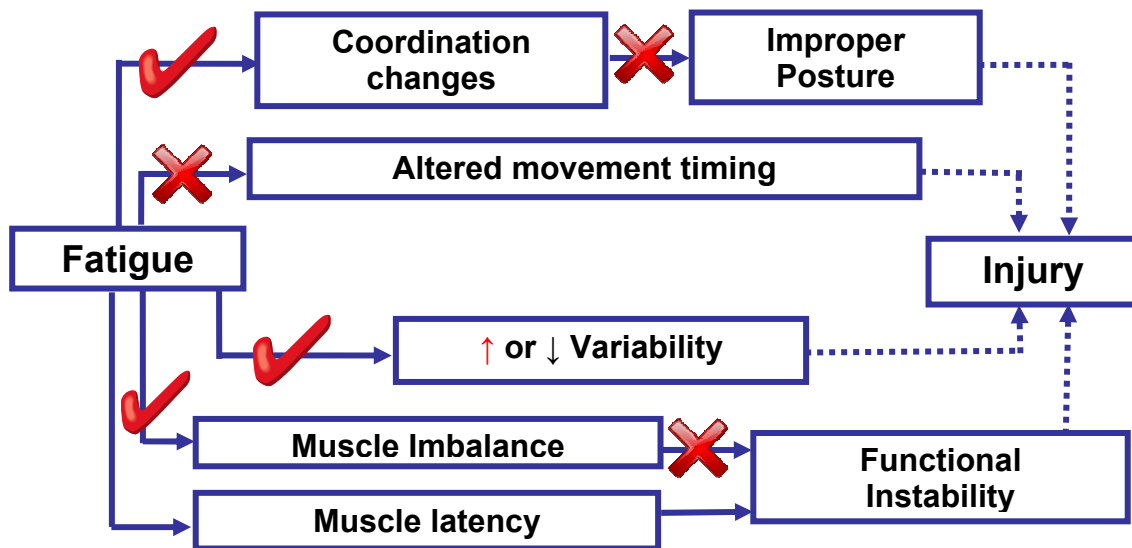 Coordination
changes
Improper
Posture
Altered movement timing
Fatigue
Injury
↑ or ↓ Variability
Muscle Imbalance
Functional
Instability
Muscle latency